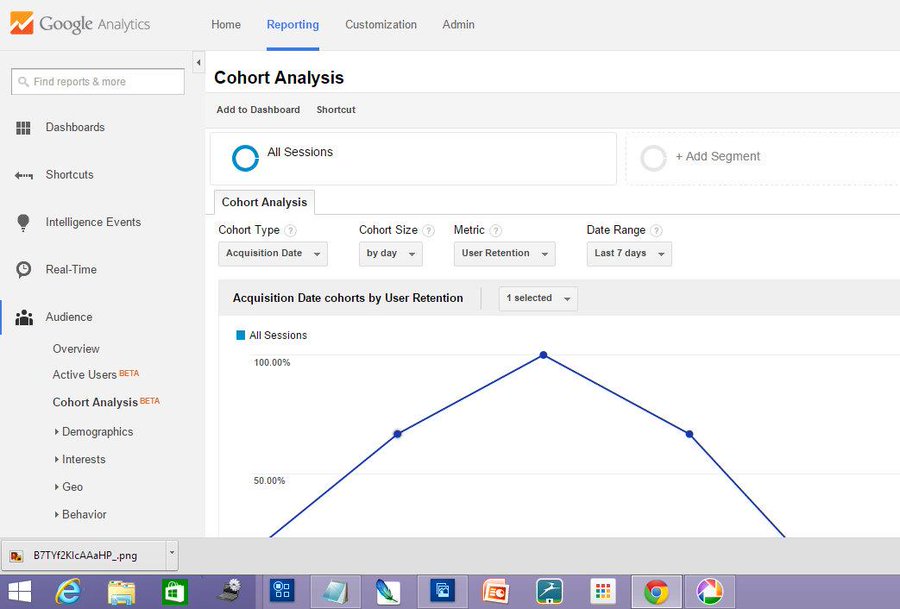 Google Analytics
Home
Reporting
Customization
Admin
Find reports & more
Dashboards
Shortcuts
Intelligence Events
Real-Time
Audience
Overview
Active Users BETA
Cohort Analysis BETA
Demographics
Interests
Geo
Behavior
Cohort Analysis
Add to Dashboard
Shortcut
All Sessions
+ Add Segment
Cohort Analysis
Cohort Type ?
Cohort Size ?
Metric ?
Date Range ?
Acquisition Date
by day
User Retention
Last 7 days
Acquisition Date cohorts by User Retention
1 selected
All Sessions
100.00%
50.00%
B7TYf2KIcAAaHP_.png